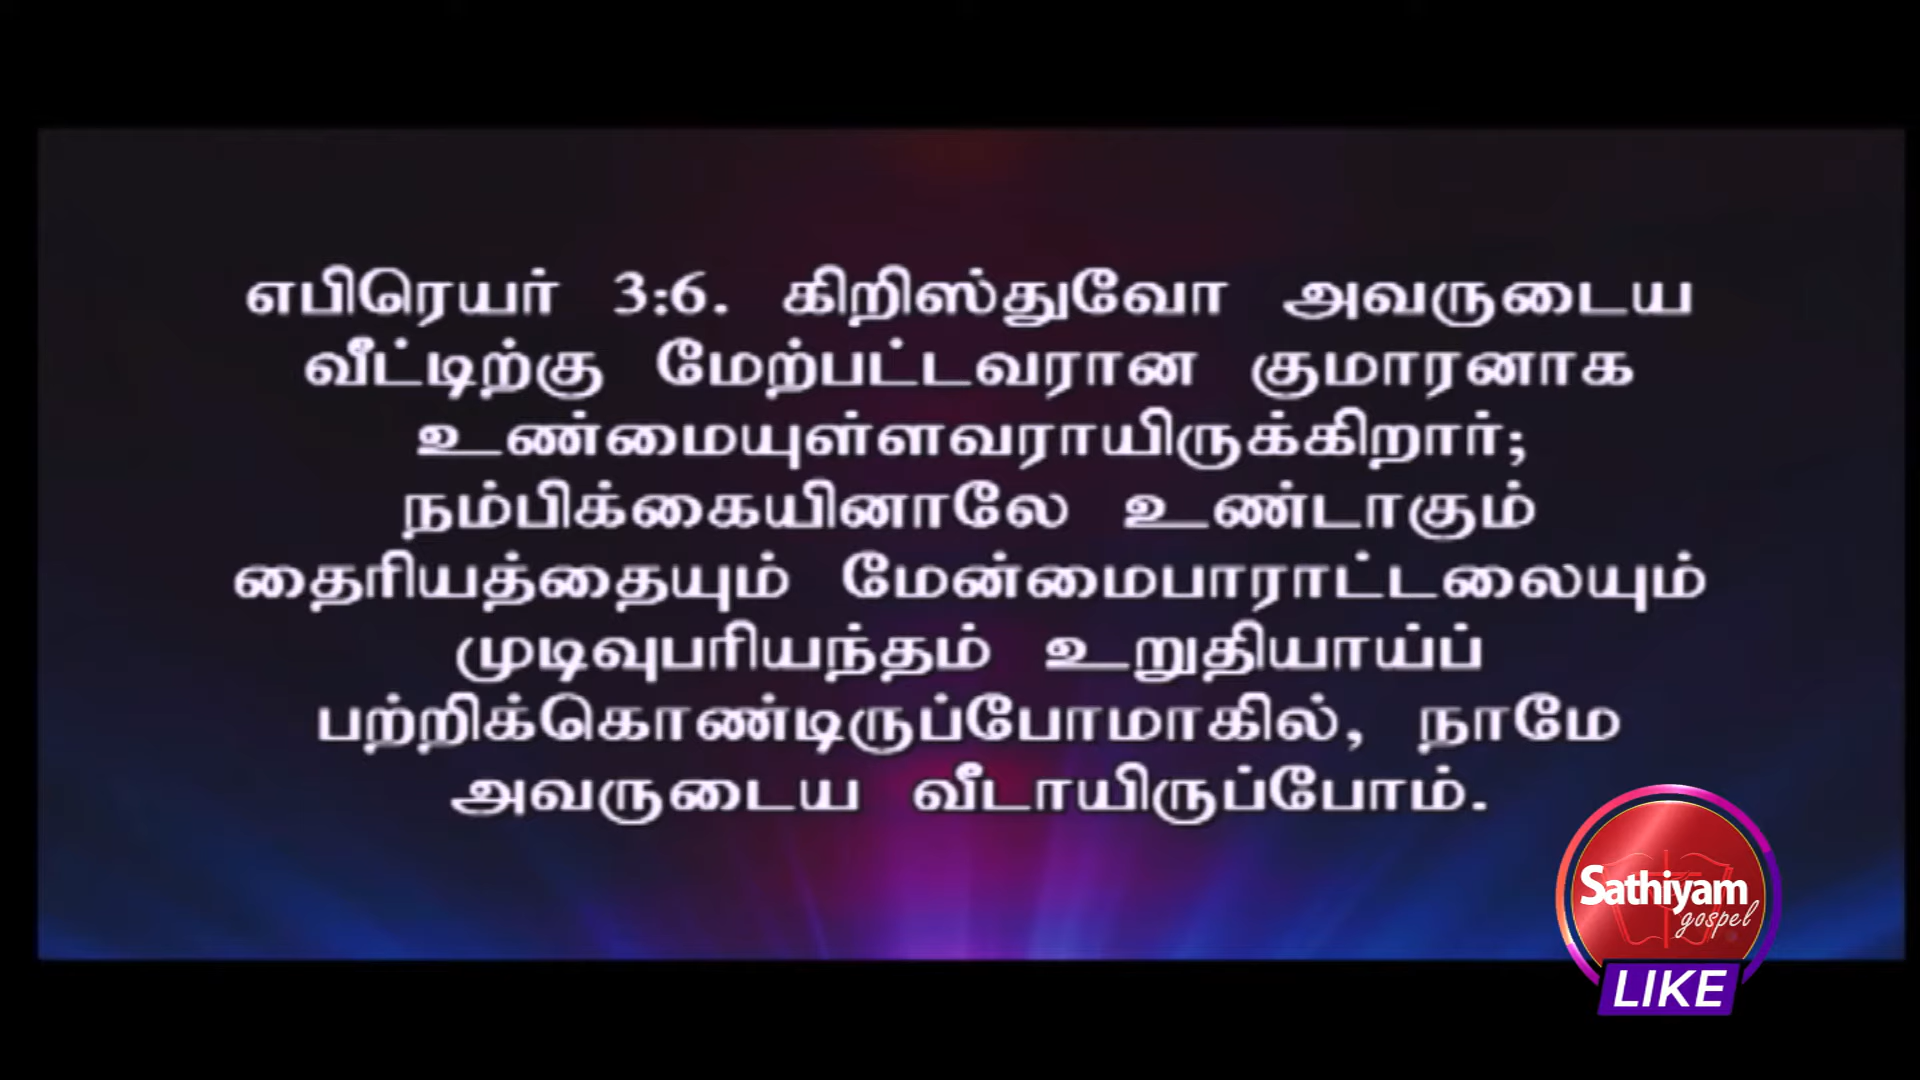 எபிரெயர் 3:6. கிறிஸ்துவோ அவருடைய
வீட்டிற்கு மேற்பட்டவரான குமாரனாக
உண்மையுள்ளவராயிருக்கிறார்;
நம்பிக்கையினாலே உண்டாகும்
தைரியத்தையும் மேன்மைபாராட்டலையும்
முடிவுபரியந்தம் உறுதியாய்ப்
பற்றிக்கொண்டிருப்போமாகில், நாமே
அவருடைய வீடாயிருப்போம்.
Sathiyam
gospel
LIKE